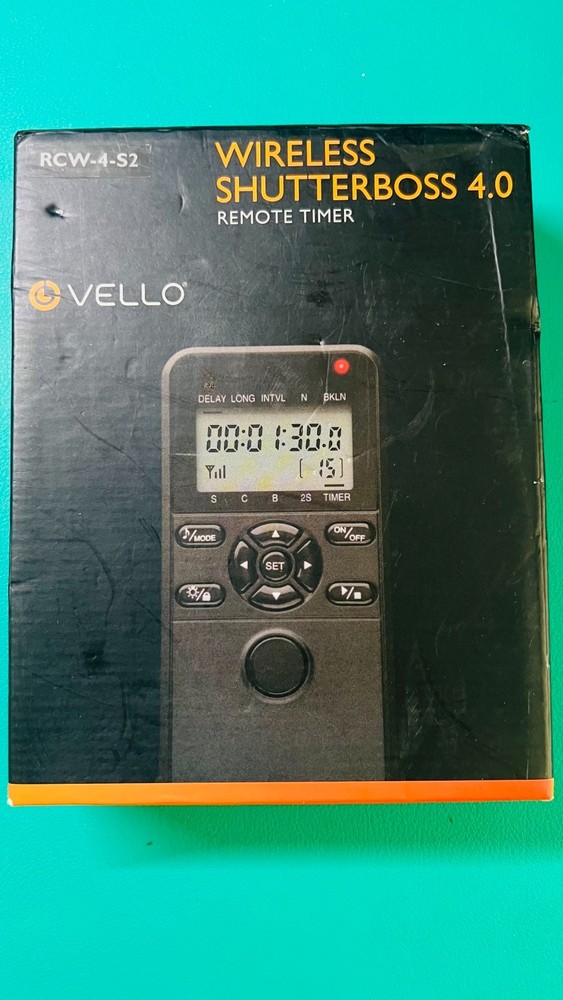 RCW-4-S2
WIRELESS
SHUTTERBOSS 4.0
REMOTE TIMER
VELLO®
DELAY LONG INTVL N BKLN
00:01:30.0
[ 15]
S C B 2S TIMER
♪/MODE
ON/OFF
SET